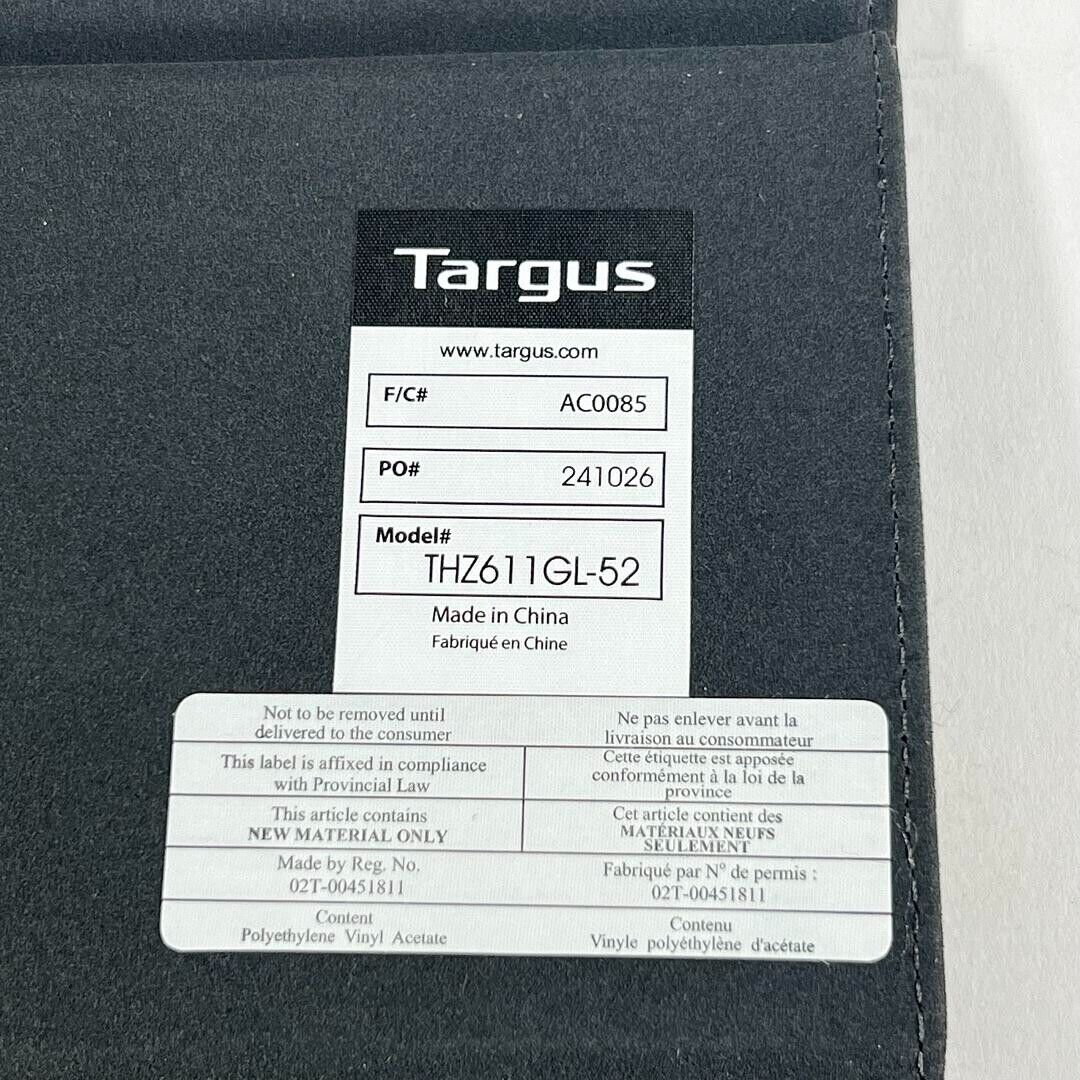 Targus
www.targus.com
F/C# AC0085
PO# 241026
Model#
THZ611GL-52
Made in China
Fabriqué en Chine
Not to be removed until
delivered to the consumer
Ne pas enlever avant la
livraison au consommateur
This label is affixed in compliance
with Provincial Law
Cette étiquette est apposée
conformément à la loi de la
province
This article contains
NEW MATERIAL ONLY
Cet article contient des
MATÉRIAUX NEUFS
SEULEMENT
Made by Reg. No.
02T-00451811
Fabriqué par N° de permis :
02T-00451811
Content
Polyethylene Vinyl Acetate
Contenu
Vinyle polyéthylène d'acétate